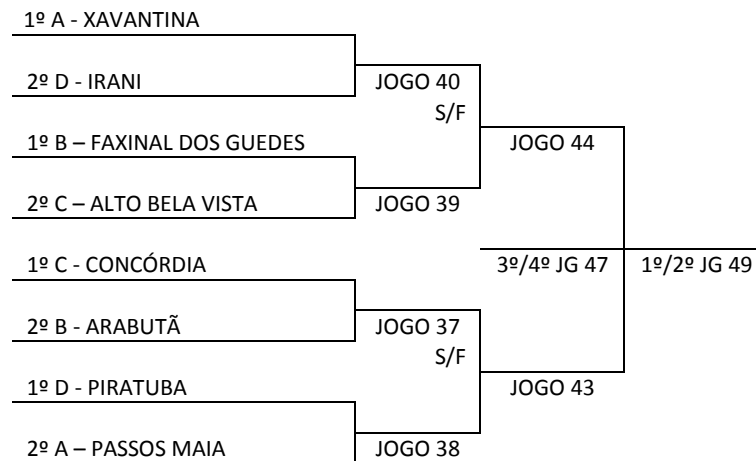 1º A - XAVANTINA
2º D - IRANI
JOGO 40
S/F
1º B – FAXINAL DOS GUEDES
JOGO 44
2º C – ALTO BELA VISTA
JOGO 39
1º C - CONCÓRDIA
3º/4º JG 47
1º/2º JG 49
2º B - ARABUTÃ
JOGO 37
S/F
1º D - PIRATUBA
JOGO 43
2º A – PASSOS MAIA
JOGO 38